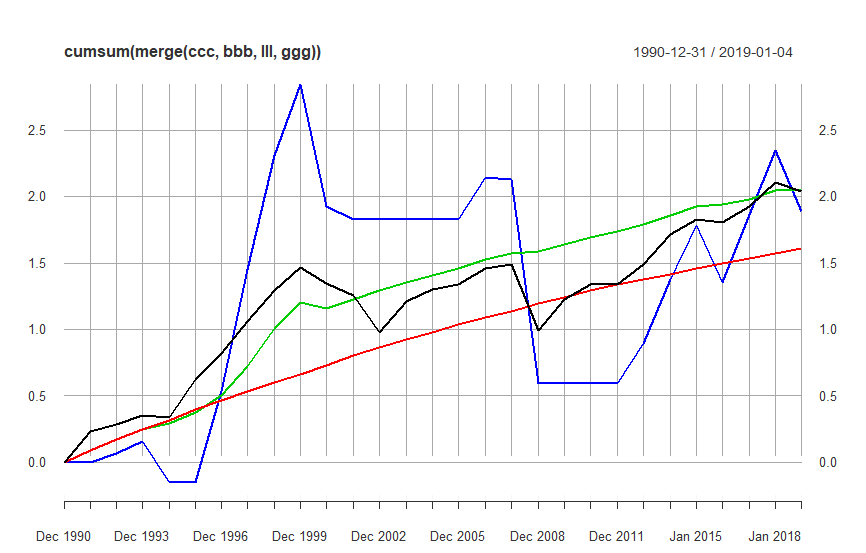 cumsum(merge(ccc, bbb, lll, ggg))
1990-12-31 / 2019-01-04
2.5 2.5
2.0 2.0
1.5 1.5
1.0 1.0
0.5 0.5
0.0 0.0
Dec 1990 Dec 1993 Dec 1996 Dec 1999 Dec 2002 Dec 2005 Dec 2008 Dec 2011 Jan 2015 Jan 2018